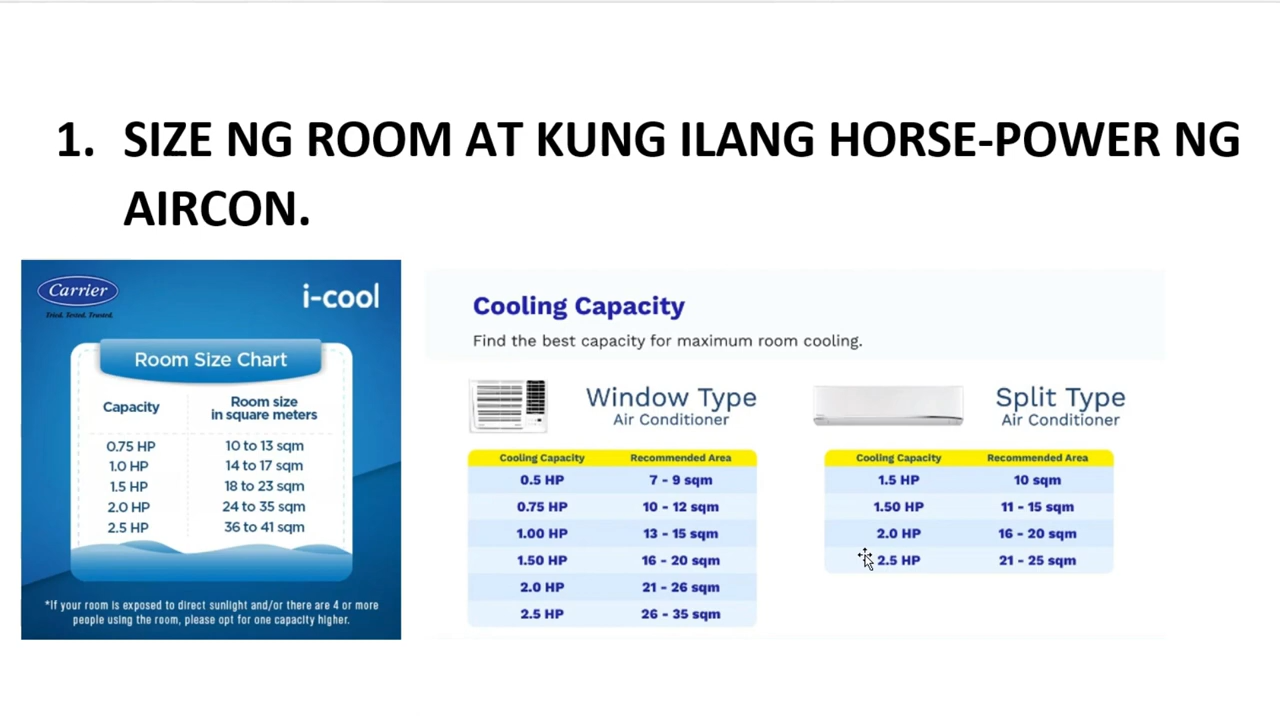 1. SIZE NG ROOM AT KUNG ILANG HORSE-POWER NG
AIRCON.
Carrier
Tried. Tested. Trusted.
i-cool
Room Size Chart
Capacity Room size in square meters
0.75 HP 10 to 13 sqm
1.0 HP 14 to 17 sqm
1.5 HP 18 to 23 sqm
2.0 HP 24 to 35 sqm
2.5 HP 36 to 41 sqm
*If your room is exposed to direct sunlight and/or there are 4 or more
people using the room, please opt for one capacity higher.
Cooling Capacity
Find the best capacity for maximum room cooling.
Window Type
Air Conditioner
Cooling Capacity Recommended Area
0.5 HP 7 - 9 sqm
0.75 HP 10 - 12 sqm
1.00 HP 13 - 15 sqm
1.50 HP 16 - 20 sqm
2.0 HP 21 - 26 sqm
2.5 HP 26 - 35 sqm
Split Type
Air Conditioner
Cooling Capacity Recommended Area
1.5 HP 10 sqm
1.50 HP 11 - 15 sqm
2.0 HP 16 - 20 sqm
2.5 HP 21 - 25 sqm